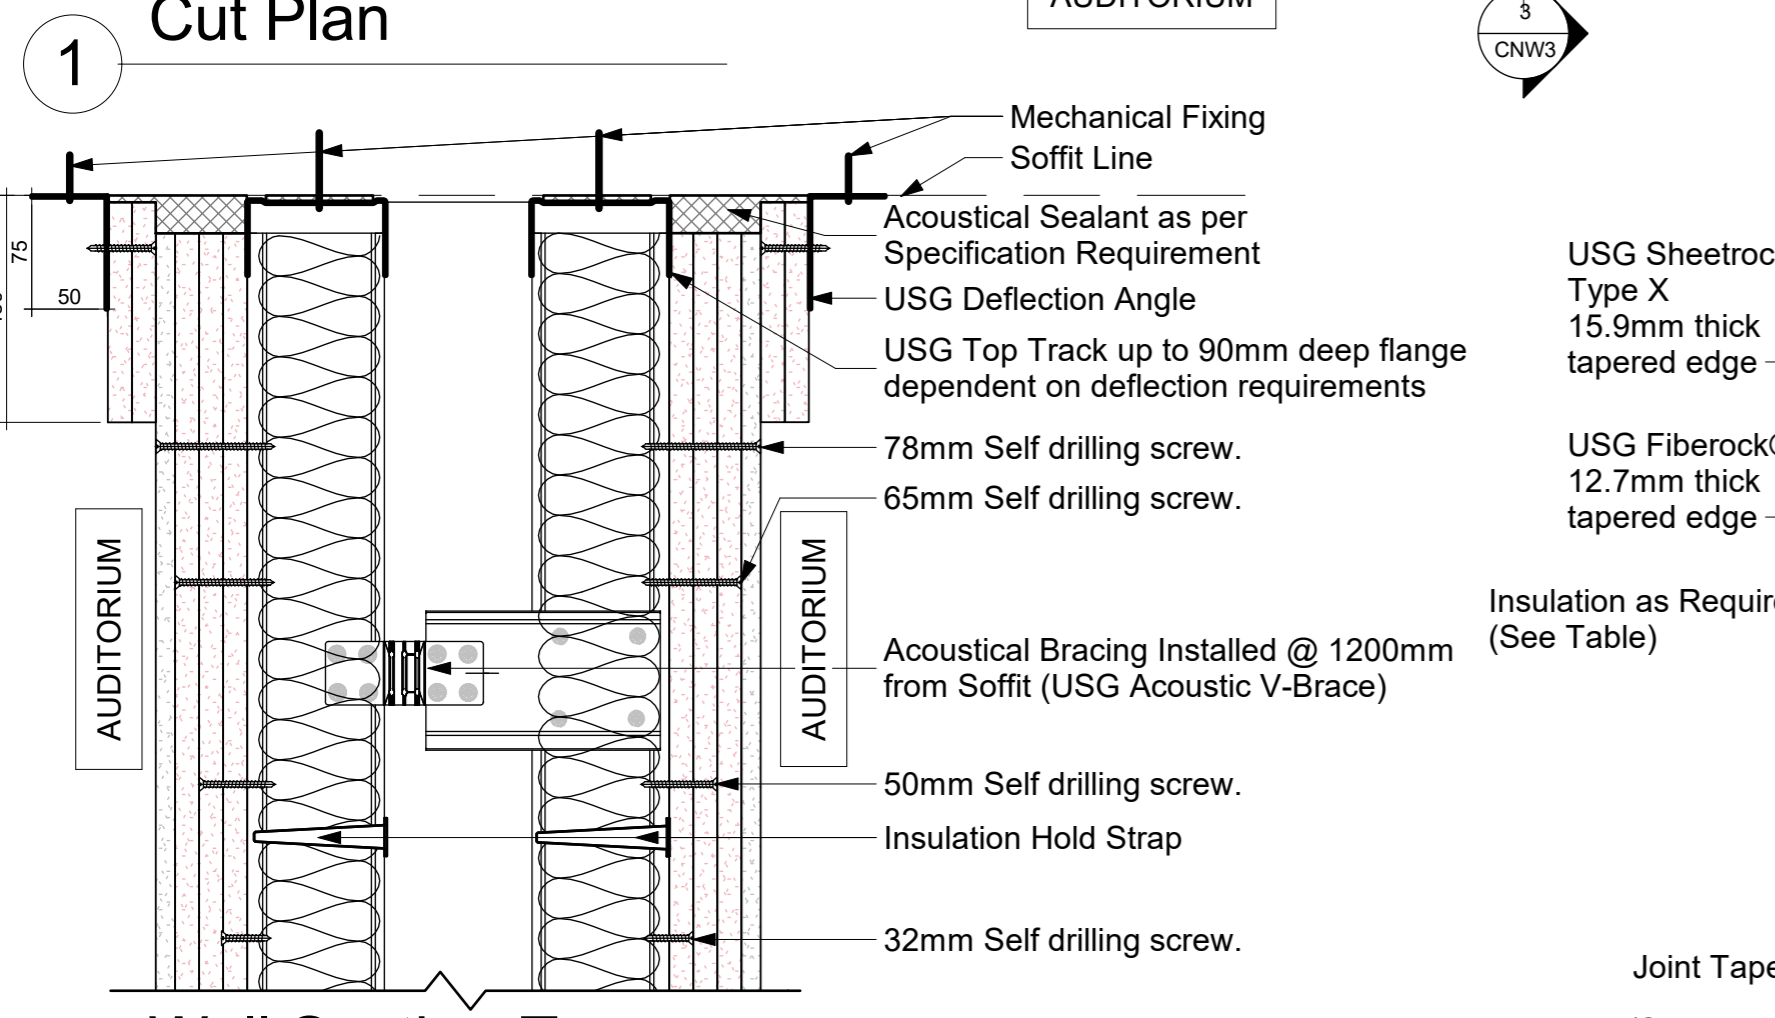 Cut Plan
1
AUDITORIUM
3
CNW3
Mechanical Fixing
Soffit Line
Acoustical Sealant as per
Specification Requirement
USG Deflection Angle
USG Top Track up to 90mm deep flange
dependent on deflection requirements
78mm Self drilling screw.
65mm Self drilling screw.
Acoustical Bracing Installed @ 1200mm
from Soffit (USG Acoustic V-Brace)
50mm Self drilling screw.
Insulation Hold Strap
32mm Self drilling screw.
75
50
AUDITORIUM
AUDITORIUM
USG Sheetroc
Type X
15.9mm thick
tapered edge
USG Fiberock®
12.7mm thick
tapered edge
Insulation as Require
(See Table)
Joint Tape